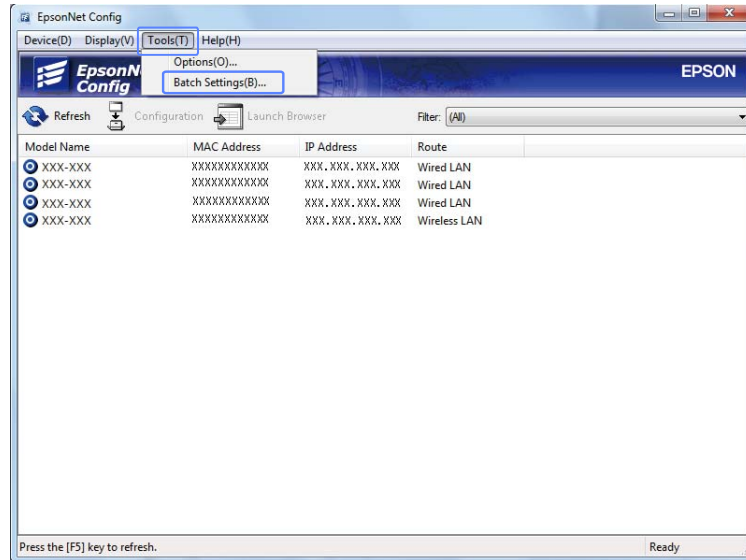 EpsonNet Config
Device(D) Display(V) Tools(T) Help(H)
Options(O)...
Batch Settings(B)...
Config
EPSON
Refresh Configuration Launch Browser Filter: (All)
Model Name MAC Address IP Address Route
XXX-XXX XXXXXXXXXXXX XXX.XXX.XXX.XXX Wired LAN
XXX-XXX XXXXXXXXXXXX XXX.XXX.XXX.XXX Wired LAN
XXX-XXX XXXXXXXXXXXX XXX.XXX.XXX.XXX Wired LAN
XXX-XXX XXXXXXXXXXXX XXX.XXX.XXX.XXX Wireless LAN
Press the [F5] key to refresh. Ready